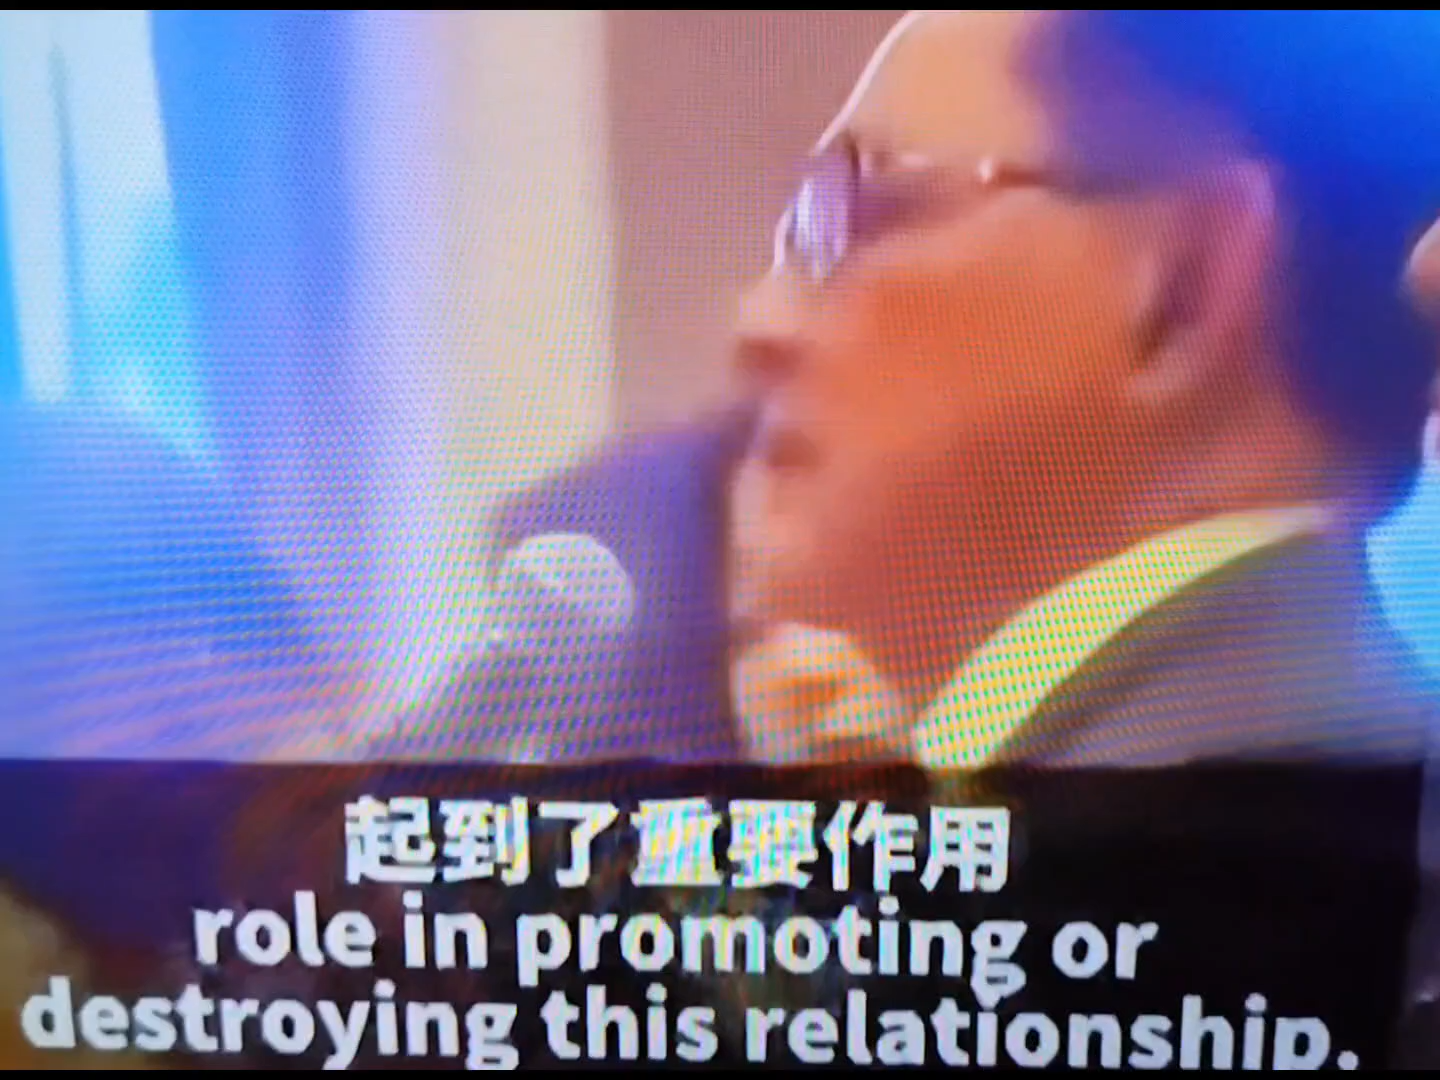 起到了重要作用
role in promoting or
destroying this relationship.